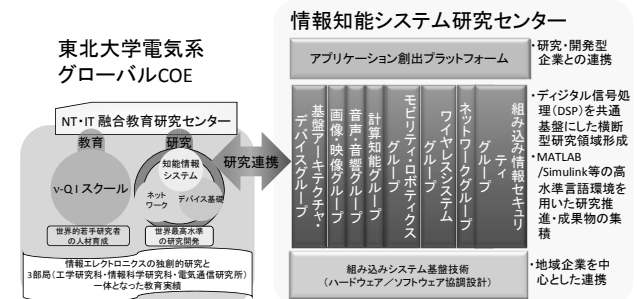 東北大学電気系
グローバルCOE
NT・IT 融合教育研究センター
教育
研究
ν-QI スクール
知能情報
システム
ネット
ワーク
デバイス基礎
世界的若手研究者
の人材育成
世界最高水準
の研究開発
情報エレクトロニクスの独創的研究と
3部局(工学研究科・情報科学研究科・電気通信研究所)
一体となった教育実績
研究連携
情報知能システム研究センター
アプリケーション創出プラットフォーム
基盤アーキテクチャ・
デバイスグループ
画像・映像グループ
音声・音響グループ
計算知能グループ
モビリティ・ロボティクス
グループ
ワイヤレスシステム
グループ
ネットワークグループ
組み込み情報セキュリ
ティ
グループ
組み込みシステム基盤技術
(ハードウェア/ソフトウェア協調設計)
・研究・開発型
企業との連携
・ディジタル信号処
理(DSP)を共通
基盤にした横断
型研究領域形成
・MATLAB
/Simulink等の高
水準言語環境を
用いた研究推
進・成果物の集
積
・地域企業を中
心とした連携